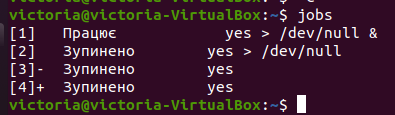 victoria@victoria-VirtualBox:~$ jobs
[1]   Працює                 yes > /dev/null &
[2]   Зупинено              yes > /dev/null
[3]-  Зупинено              yes
[4]+  Зупинено              yes
victoria@victoria-VirtualBox:~$